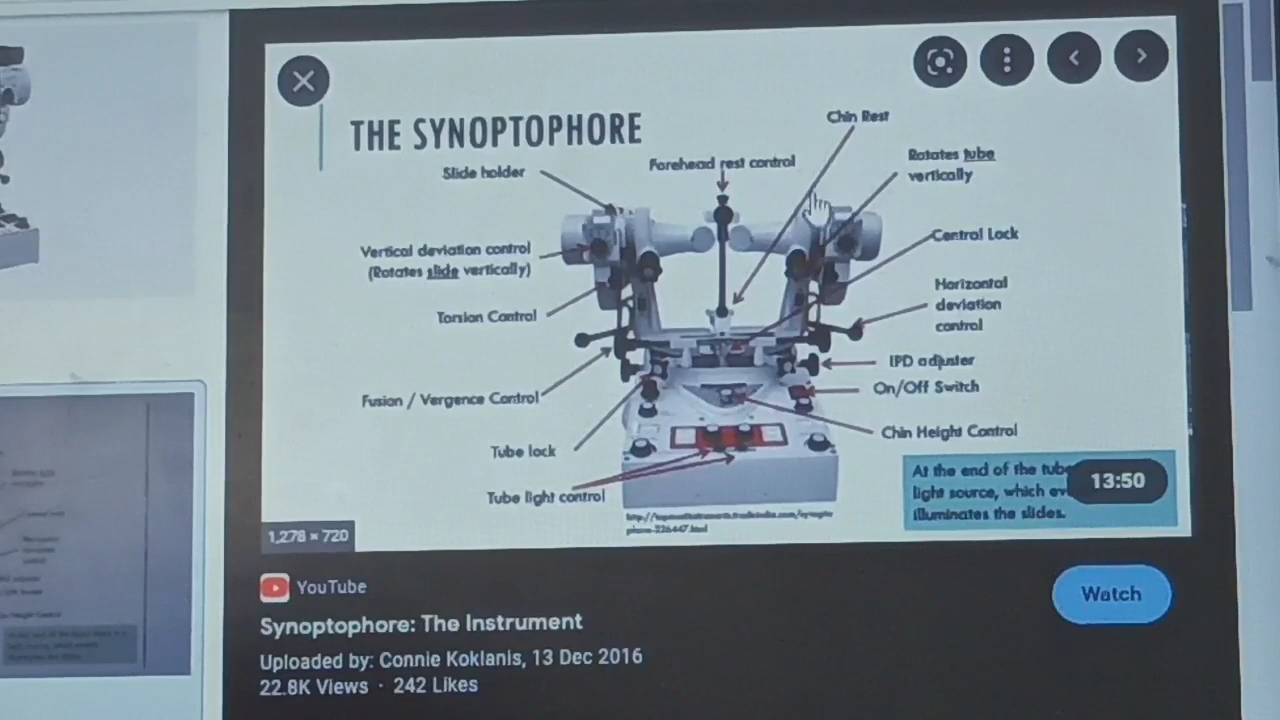 THE SYNOPTOPHORE
Chin Rest
Slide holder
Forehead rest control
Rotates tube
vertically
Vertical deviation control
(Rotates slide vertically)
Central Lock
Torsion Control
Horizontal
deviation
control
IPD adjuster
On/Off Switch
Fusion / Vergence Control
Chin Height Control
Tube lock
Tube light control
At the end of the tube
light source, which
illuminates the slides.
13:50
1,278 × 720
YouTube
Watch
Synoptophore: The Instrument
Uploaded by: Connie Koklanis, 13 Dec 2016
22.8K Views · 242 Likes